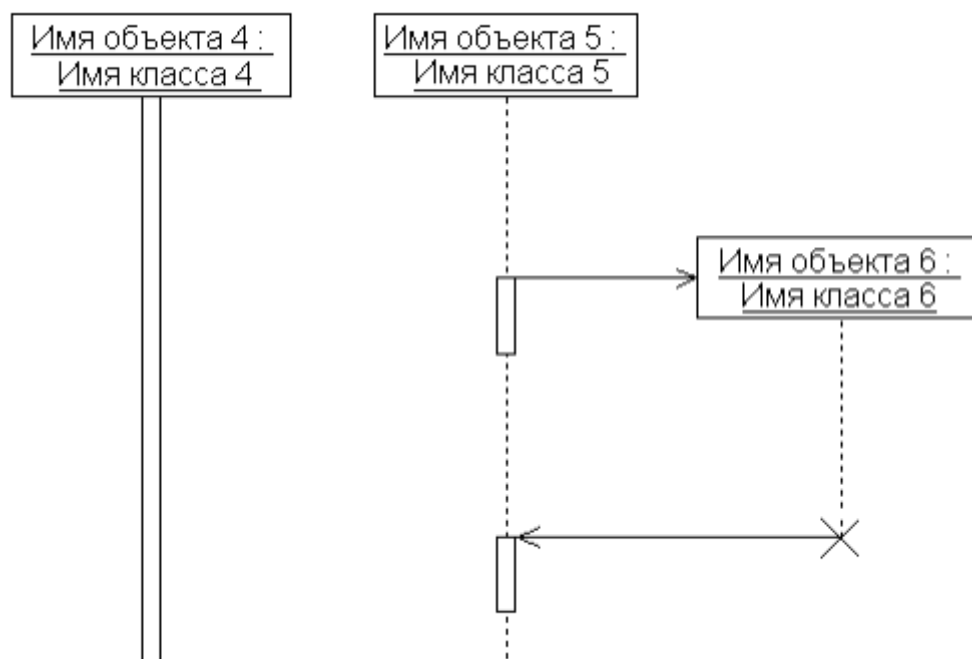 Имя объекта 4 :
Имя класса 4
Имя объекта 5 :
Имя класса 5
Имя объекта 6 :
Имя класса 6